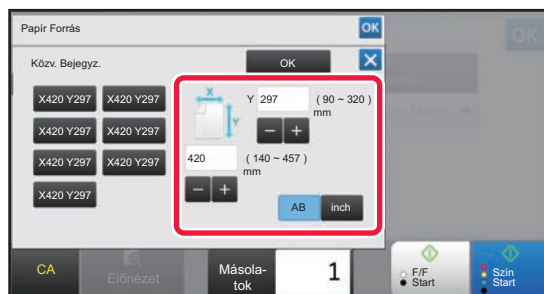 Papír Forrás
OK
OK
Közv. Bejegyz.
OK
X420 Y297
X420 Y297
X420 Y297
X420 Y297
X420 Y297
X420 Y297
X420 Y297
X
Y
Y 297 ( 90 ~ 320 )
mm
420 ( 140 ~ 457 )
mm
AB
inch
CA
Előnézet
Másola-
tok
1
F/F
Start
Szín
Start